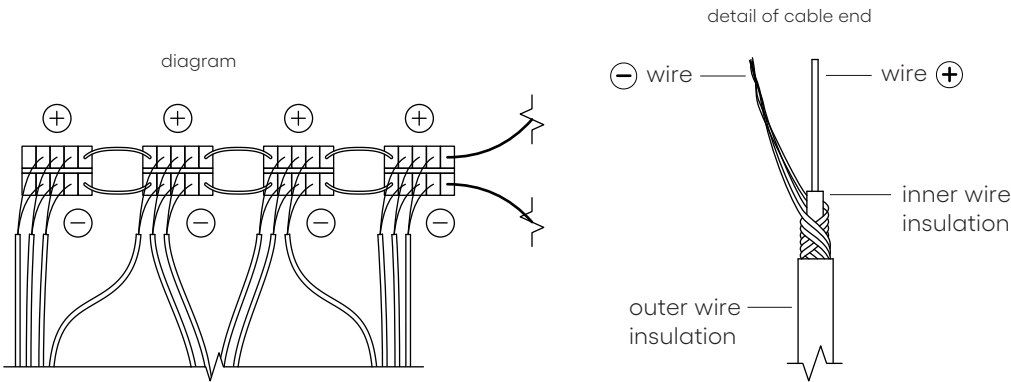 detail of cable end
diagram
− wire
wire +
+ + + +
inner wire
insulation
− − − −
outer wire
insulation